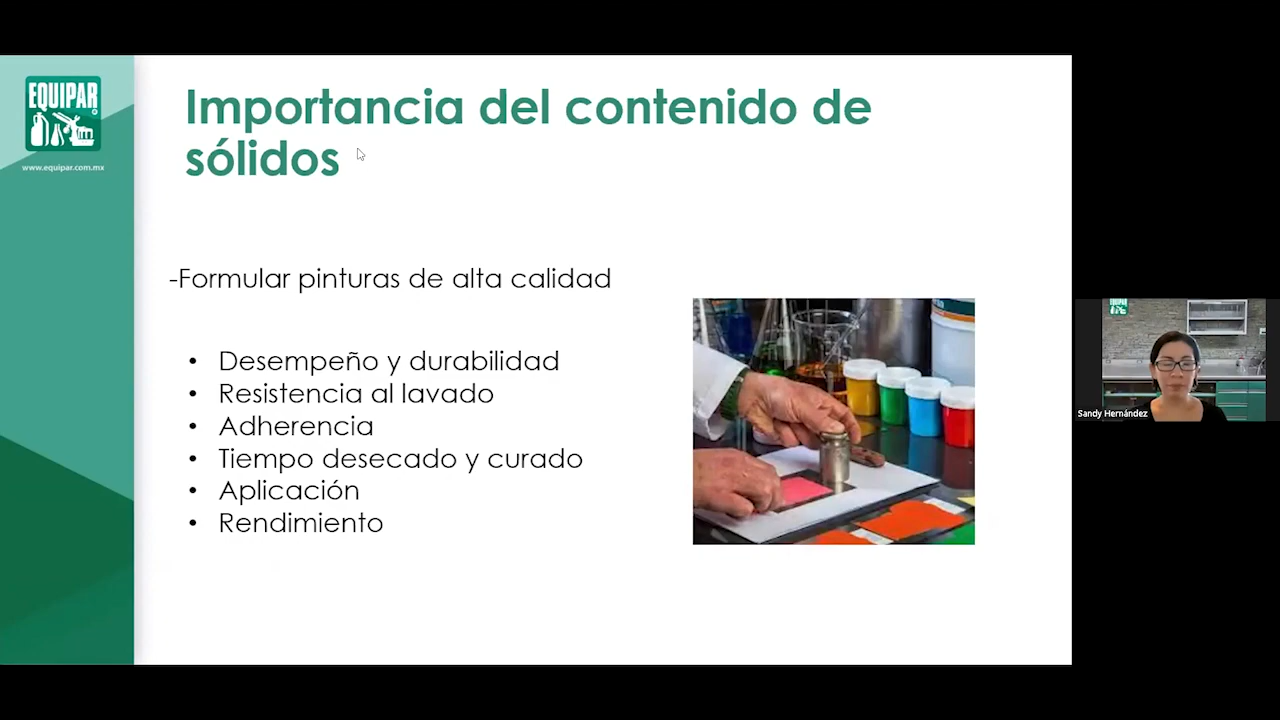 EQUIPAR
www.equipar.com.mx
Importancia del contenido de
sólidos
-Formular pinturas de alta calidad
• Desempeño y durabilidad
• Resistencia al lavado
• Adherencia
• Tiempo desecado y curado
• Aplicación
• Rendimiento
EQUIPAR
Sandy Hernández